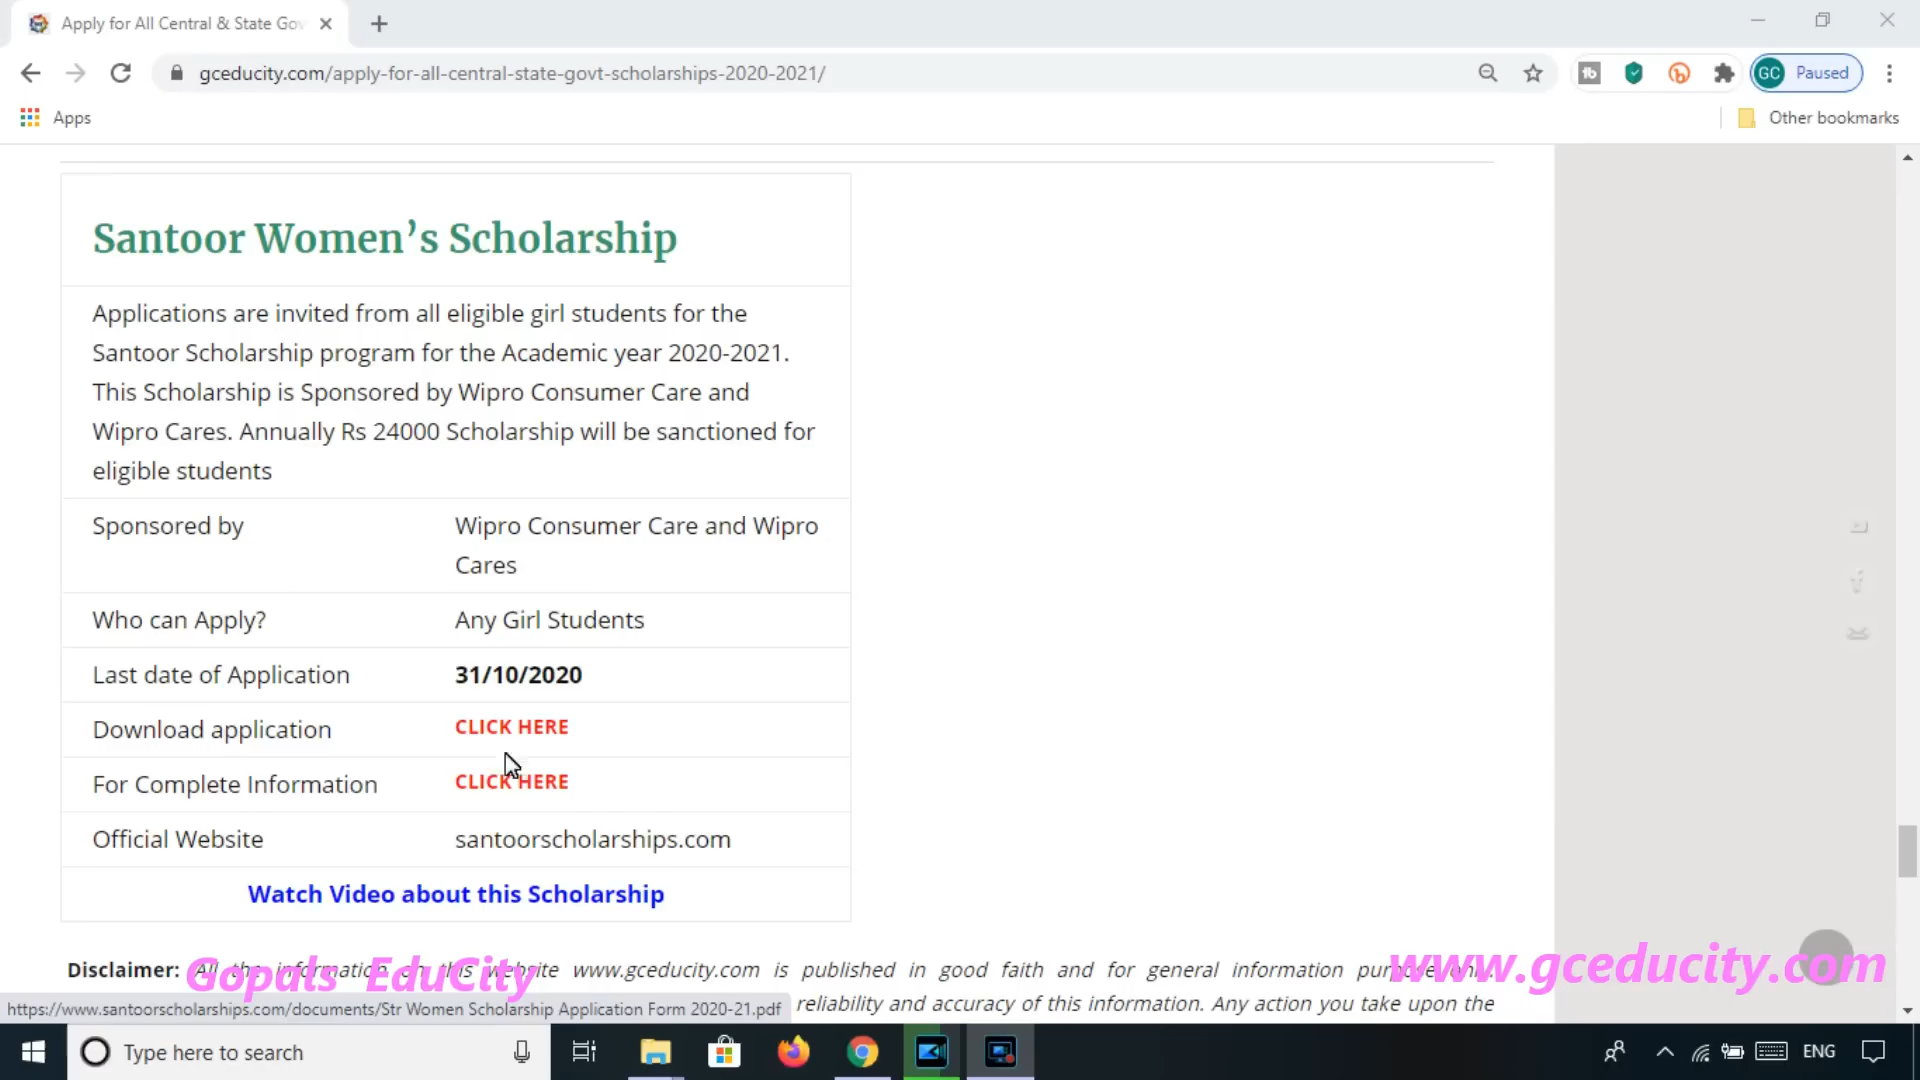 Apply for All Central & State Gov
gceducity.com/apply-for-all-central-state-govt-scholarships-2020-2021/
GC Paused
Apps
Other bookmarks
Santoor Women’s Scholarship
Applications are invited from all eligible girl students for the
Santoor Scholarship program for the Academic year 2020-2021.
This Scholarship is Sponsored by Wipro Consumer Care and
Wipro Cares. Annually Rs 24000 Scholarship will be sanctioned for
eligible students
Sponsored by Wipro Consumer Care and Wipro
Cares
Who can Apply? Any Girl Students
Last date of Application 31/10/2020
Download application CLICK HERE
For Complete Information CLICK HERE
Official Website santoorscholarships.com
Watch Video about this Scholarship
Disclaimer: All the information on this website www.gceducity.com is published in good faith and for general information purpose only.
Gopals EduCity
www.gceducity.com
https://www.santoorscholarships.com/documents/Str Women Scholarship Application Form 2020-21.pdf
reliability and accuracy of this information. Any action you take upon the
Type here to search
ENG